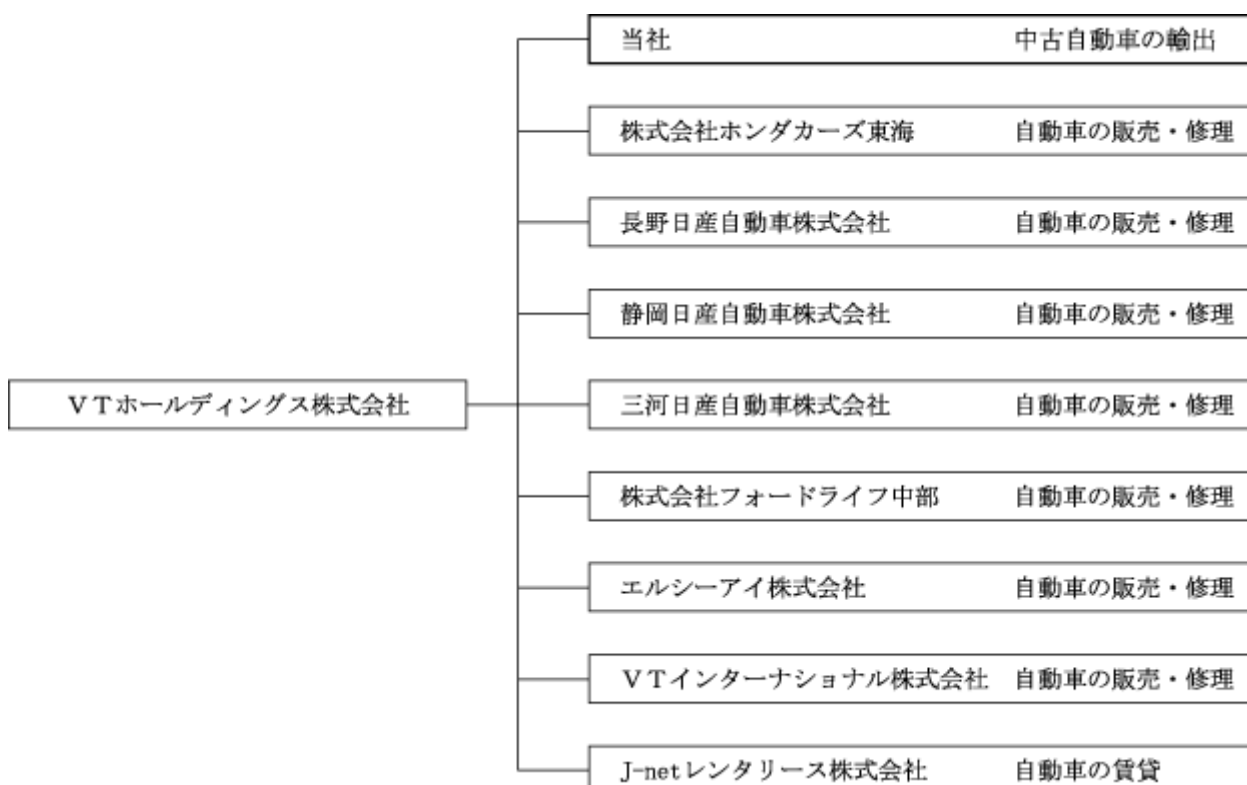 当社 中古自動車の輸出
株式会社ホンダカーズ東海 自動車の販売・修理
長野日産自動車株式会社 自動車の販売・修理
静岡日産自動車株式会社 自動車の販売・修理
ＶＴホールディングス株式会社 三河日産自動車株式会社 自動車の販売・修理
株式会社フォードライフ中部 自動車の販売・修理
エルシーアイ株式会社 自動車の販売・修理
ＶＴインターナショナル株式会社 自動車の販売・修理
J-netレンタリース株式会社 自動車の賃貸